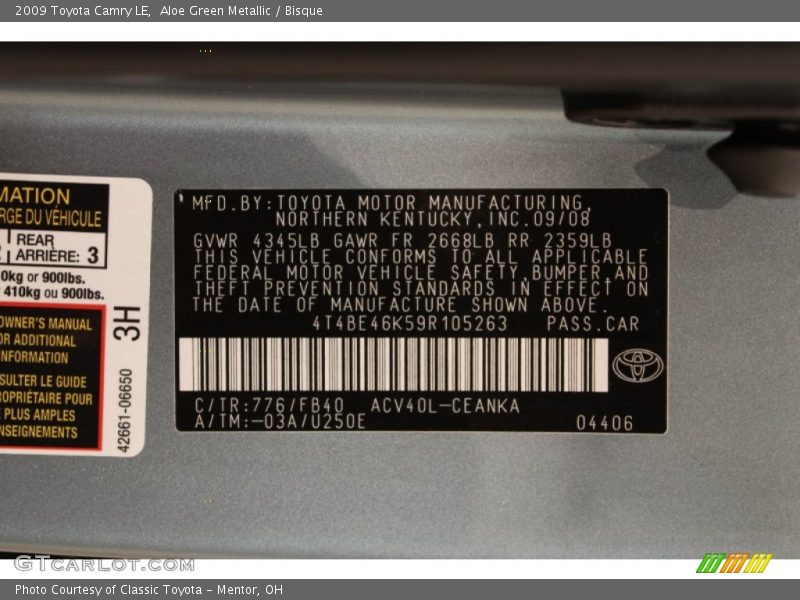 2009 Toyota Camry LE,  Aloe Green Metallic / Bisque
MATION
RGE DU VÉHICULE
REAR
ARRIÈRE: 3
0kg or 900lbs.
410kg ou 900lbs.
OWNER'S MANUAL
OR ADDITIONAL
NFORMATION
SULTER LE GUIDE
ROPRIÉTAIRE POUR
PLUS AMPLES
NSEIGNEMENTS
3H
42661-06650
MFD.BY:TOYOTA MOTOR MANUFACTURING,
NORTHERN KENTUCKY,INC.09/08
GVWR 4345LB GAWR FR 2668LB RR 2359LB
THIS VEHICLE CONFORMS TO ALL APPLICABLE
FEDERAL MOTOR VEHICLE SAFETY,BUMPER,AND
THEFT PREVENTION STANDARDS IN EFFECT ON
THE DATE OF MANUFACTURE SHOWN ABOVE.
4T4BE46K59R105263 PASS.CAR
C/TR:776/FB40 ACV40L-CEANKA
A/TM:-03A/U250E 04406
GTCarLot.com
Photo Courtesy of Classic Toyota - Mentor, OH